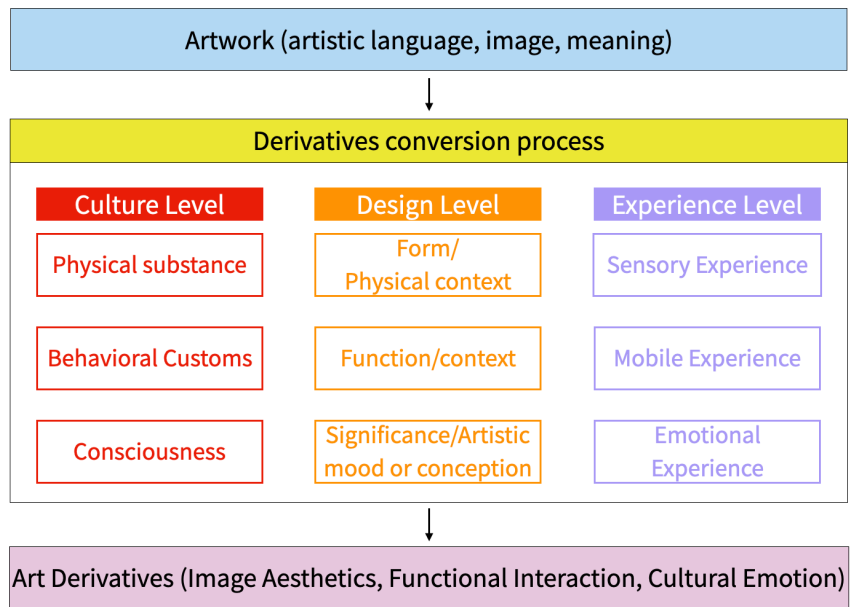 Artwork (artistic language, image, meaning)
Derivatives conversion process
Culture Level
Design Level
Experience Level
Physical substance
Form/
Physical context
Sensory Experience
Behavioral Customs
Function/context
Mobile Experience
Consciousness
Significance/Artistic
mood or conception
Emotional
Experience
Art Derivatives (Image Aesthetics, Functional Interaction, Cultural Emotion)